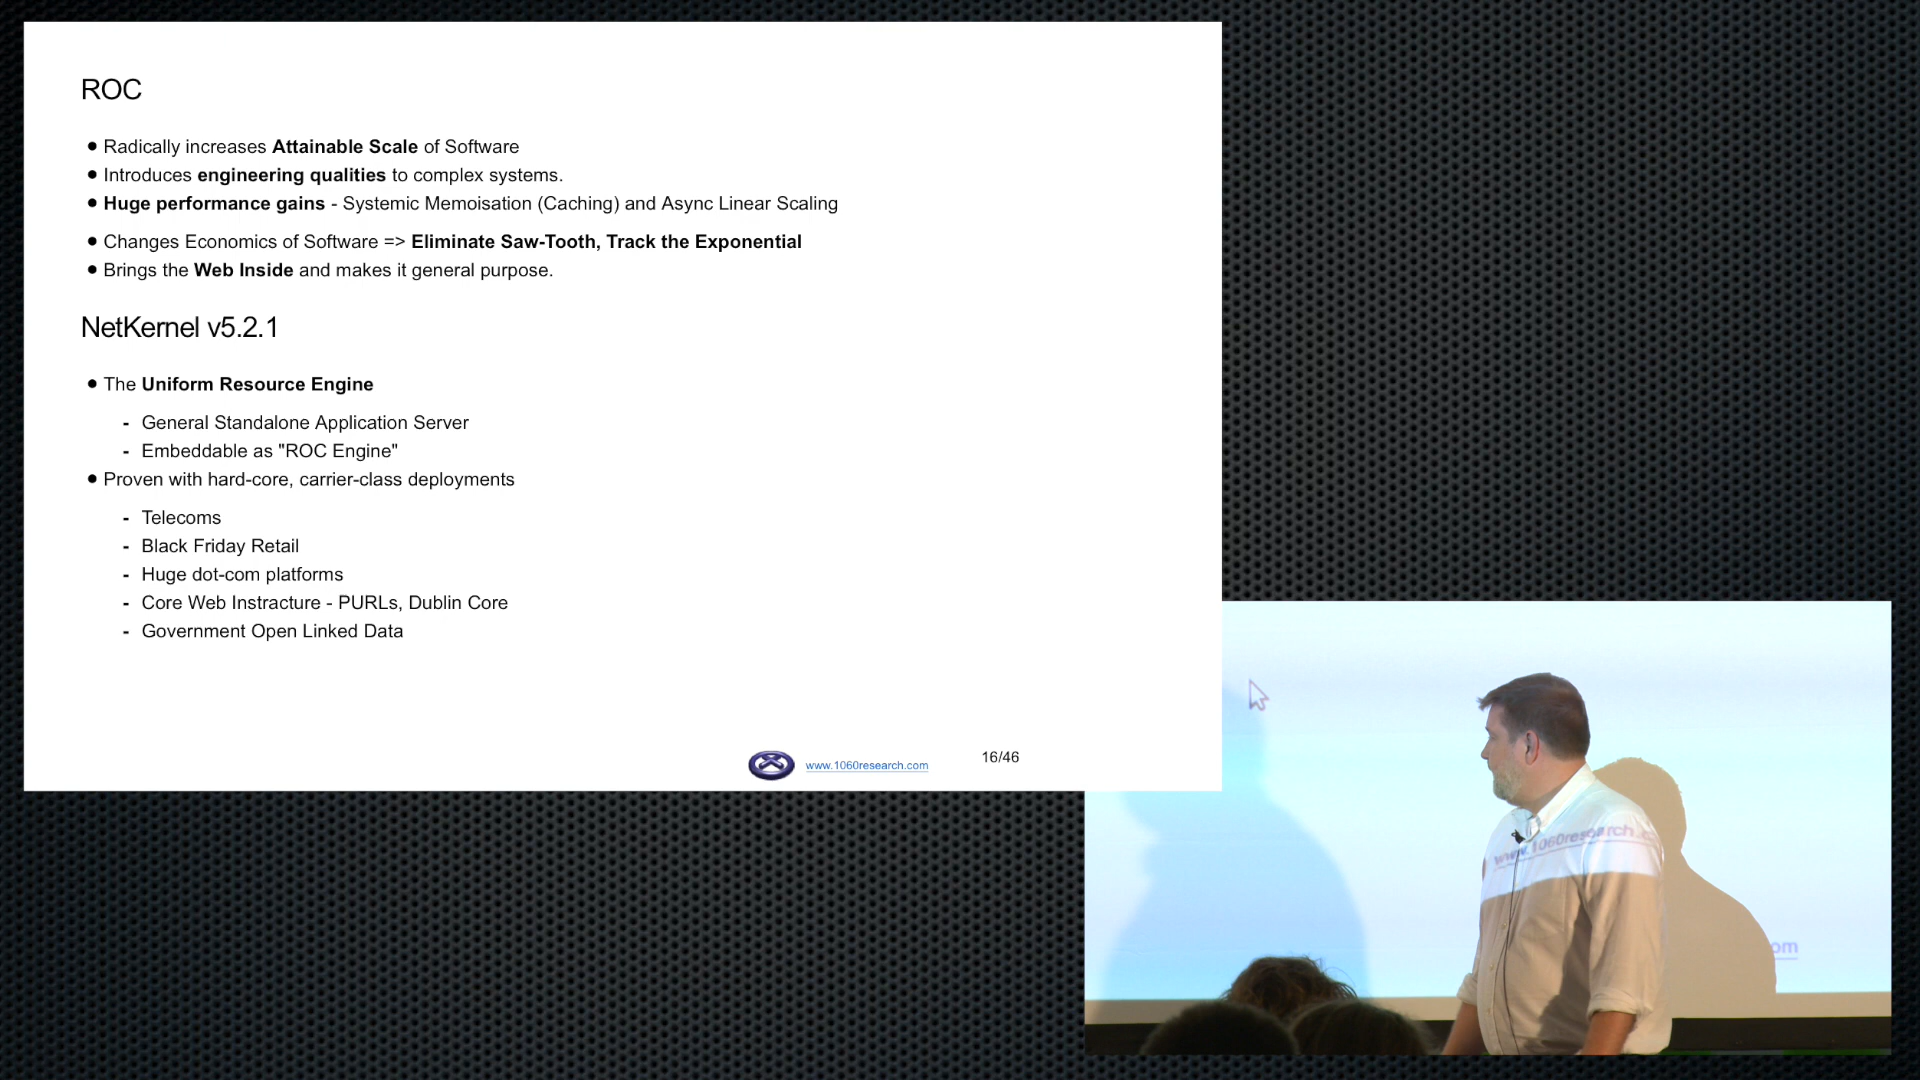 ROC
● Radically increases Attainable Scale of Software
● Introduces engineering qualities to complex systems.
● Huge performance gains - Systemic Memoisation (Caching) and Async Linear Scaling
● Changes Economics of Software => Eliminate Saw-Tooth, Track the Exponential
● Brings the Web Inside and makes it general purpose.
NetKernel v5.2.1
● The Uniform Resource Engine
- General Standalone Application Server
- Embeddable as "ROC Engine"
● Proven with hard-core, carrier-class deployments
- Telecoms
- Black Friday Retail
- Huge dot-com platforms
- Core Web Instracture - PURLs, Dublin Core
- Government Open Linked Data
www.1060research.com
16/46
www.1060research.c
om